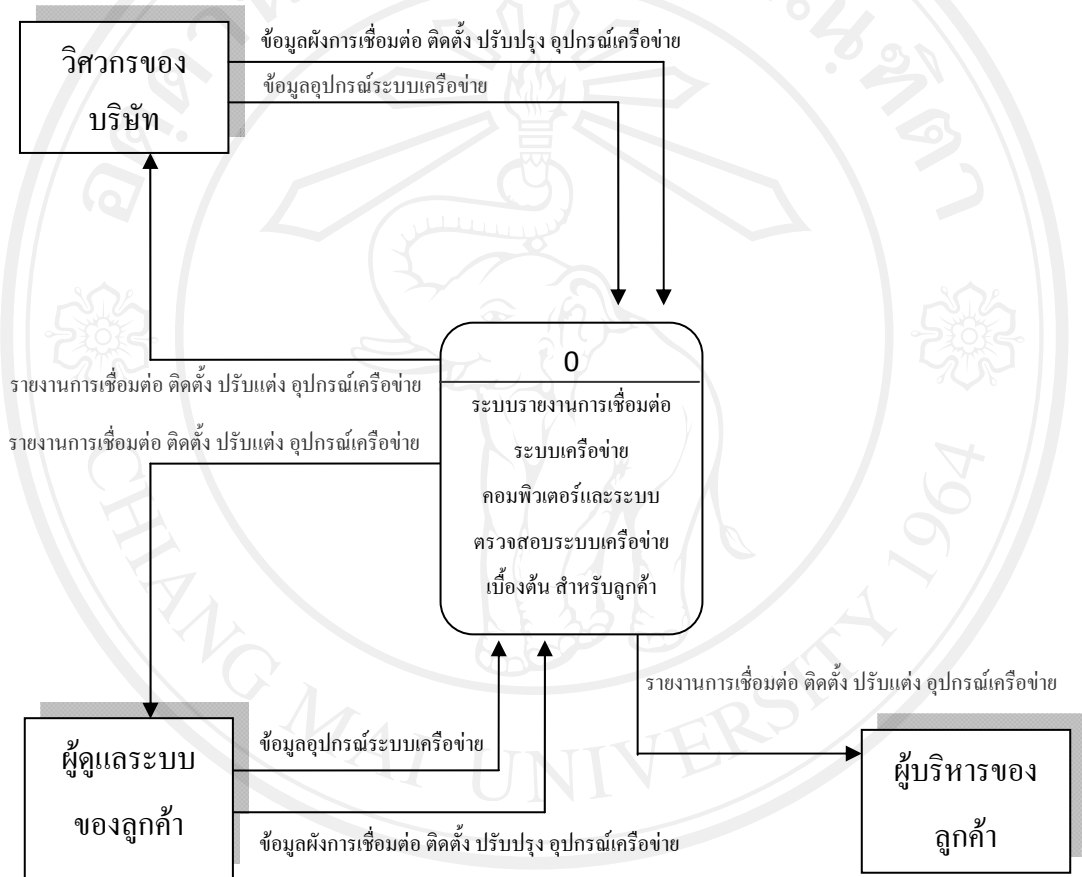 ข้อมูลผังการเชื่อมต่อ ติดตั้ง ปรับปรุง อุปกรณ์เครือข่าย
วิศวกรของ
บริษัท
ข้อมูลอุปกรณ์ระบบเครือข่าย
0
รายงานการเชื่อมต่อ ติดตั้ง ปรับแต่ง อุปกรณ์เครือข่าย
รายงานการเชื่อมต่อ ติดตั้ง ปรับแต่ง อุปกรณ์เครือข่าย
ระบบรายงานการเชื่อมต่อ
ระบบเครือข่าย
คอมพิวเตอร์และระบบ
ตรวจสอบระบบเครือข่าย
เบื้องต้น สำหรับลูกค้า
รายงานการเชื่อมต่อ ติดตั้ง ปรับแต่ง อุปกรณ์เครือข่าย
ผู้ดูแลระบบ
ของลูกค้า
ข้อมูลอุปกรณ์ระบบเครือข่าย
ข้อมูลผังการเชื่อมต่อ ติดตั้ง ปรับปรุง อุปกรณ์เครือข่าย
ผู้บริหารของ
ลูกค้า
CHIANG MAI UNIVERSITY 1964